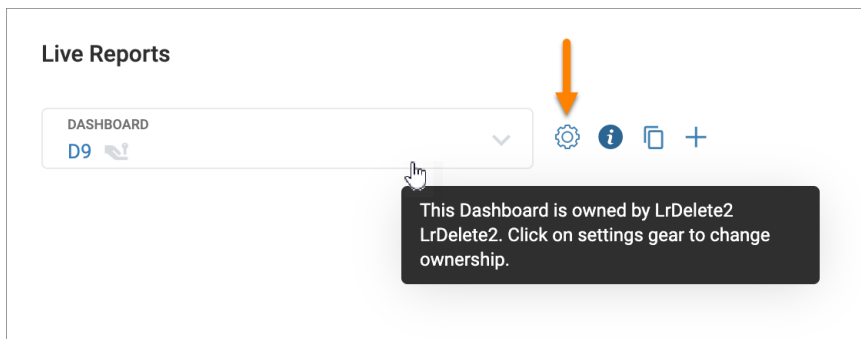 Live Reports
DASHBOARD
D9
This Dashboard is owned by LrDelete2
LrDelete2. Click on settings gear to change
ownership.